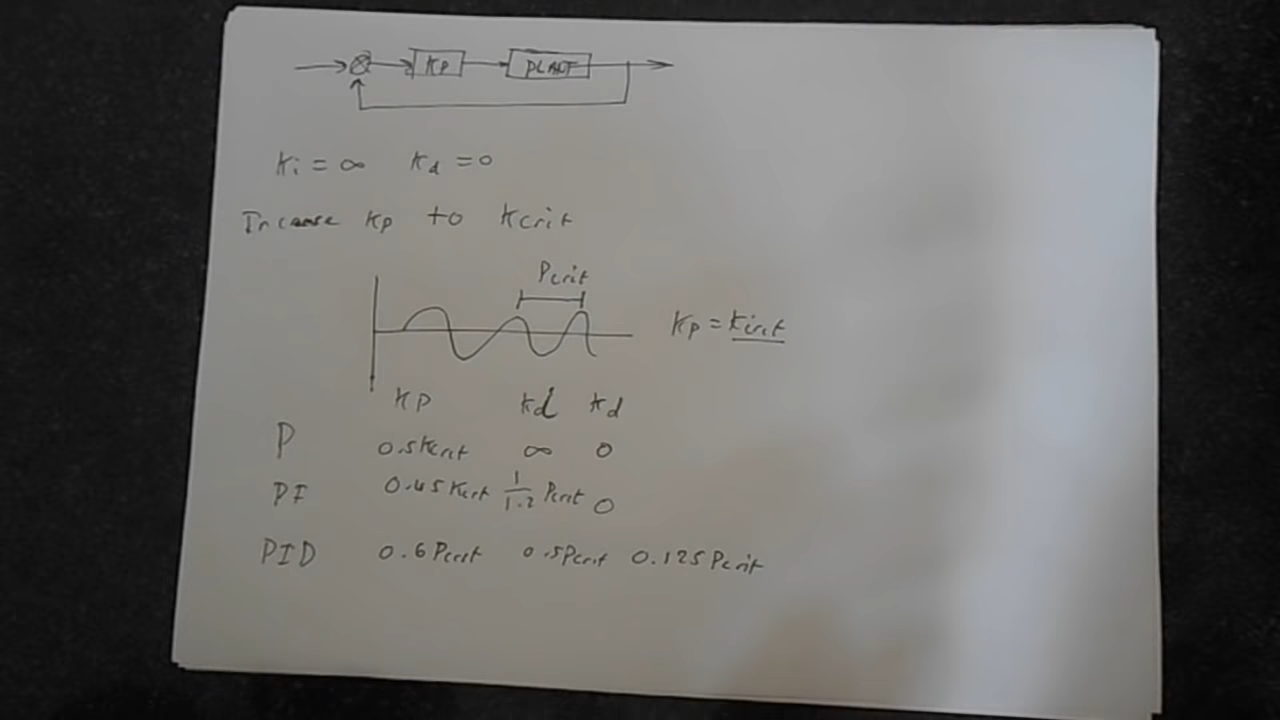 Kp PLANT
Ki = ∞ Kd = 0
Increase Kp to Kcrit
Pcrit
Kp = Kcrit
Kp Kd Kd
P 0.5Kcrit ∞ 0
PI 0.45 Kcrit 1/1.2 Pcrit 0
PID 0.6 Pcrit 0.5Pcrit 0.125 Pcrit